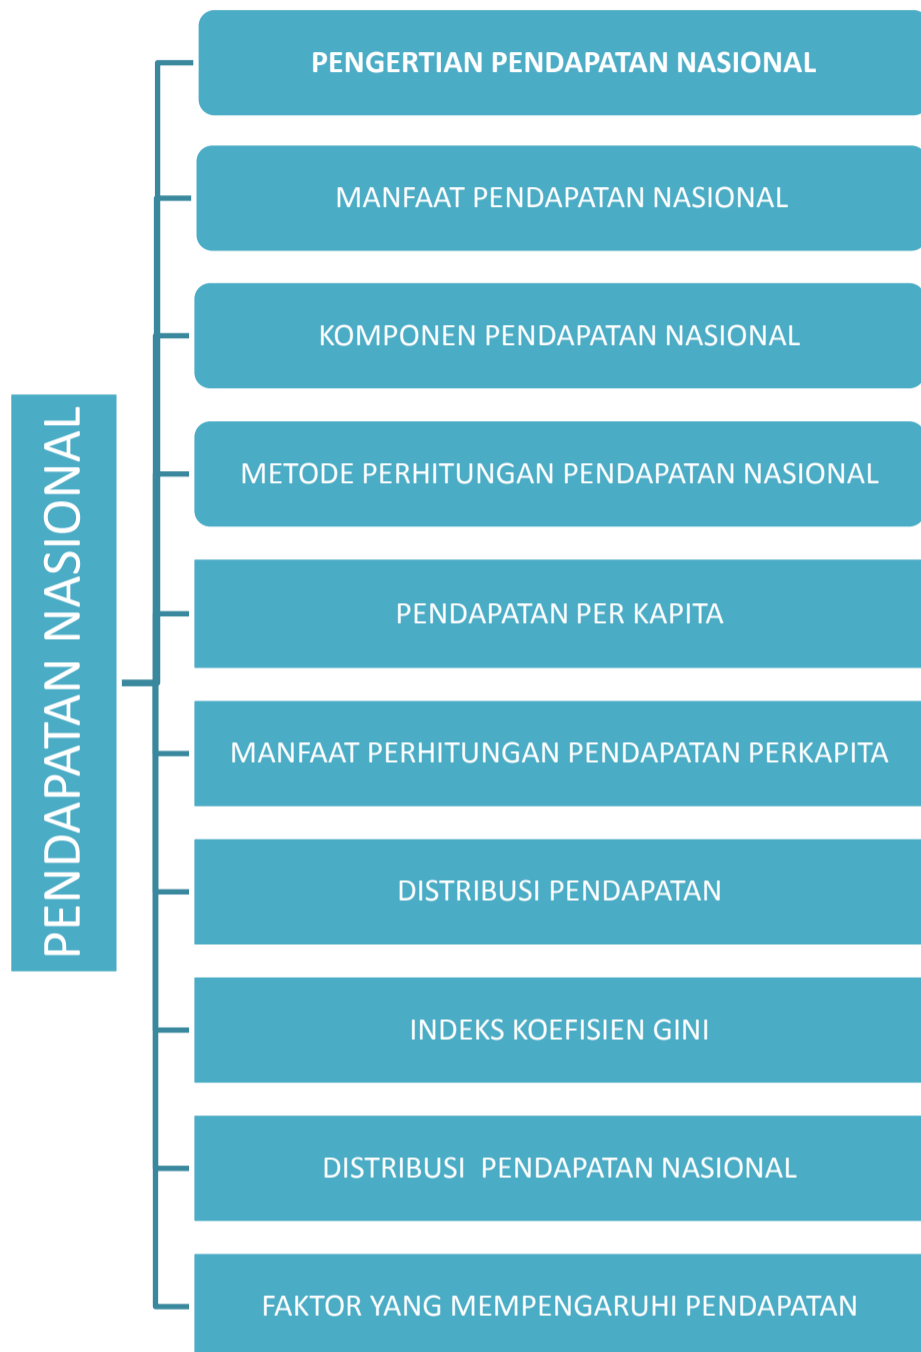 PENDAPATAN NASIONAL
PENGERTIAN PENDAPATAN NASIONAL
MANFAAT PENDAPATAN NASIONAL
KOMPONEN PENDAPATAN NASIONAL
METODE PERHITUNGAN PENDAPATAN NASIONAL
PENDAPATAN PER KAPITA
MANFAAT PERHITUNGAN PENDAPATAN PERKAPITA
DISTRIBUSI PENDAPATAN
INDEKS KOEFISIEN GINI
DISTRIBUSI PENDAPATAN NASIONAL
FAKTOR YANG MEMPENGARUHI PENDAPATAN